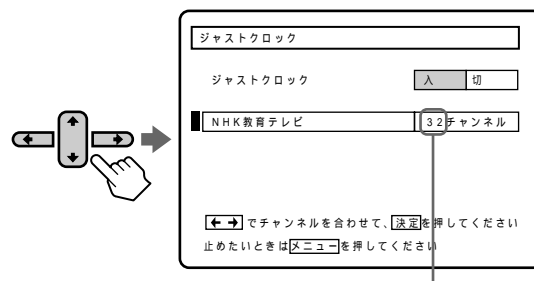 ジャストクロック
ジャストクロック 入 切
NHK教育テレビ 32チャンネル
←→でチャンネルを合わせて、決定を押してください
止めたいときはメニューを押してください